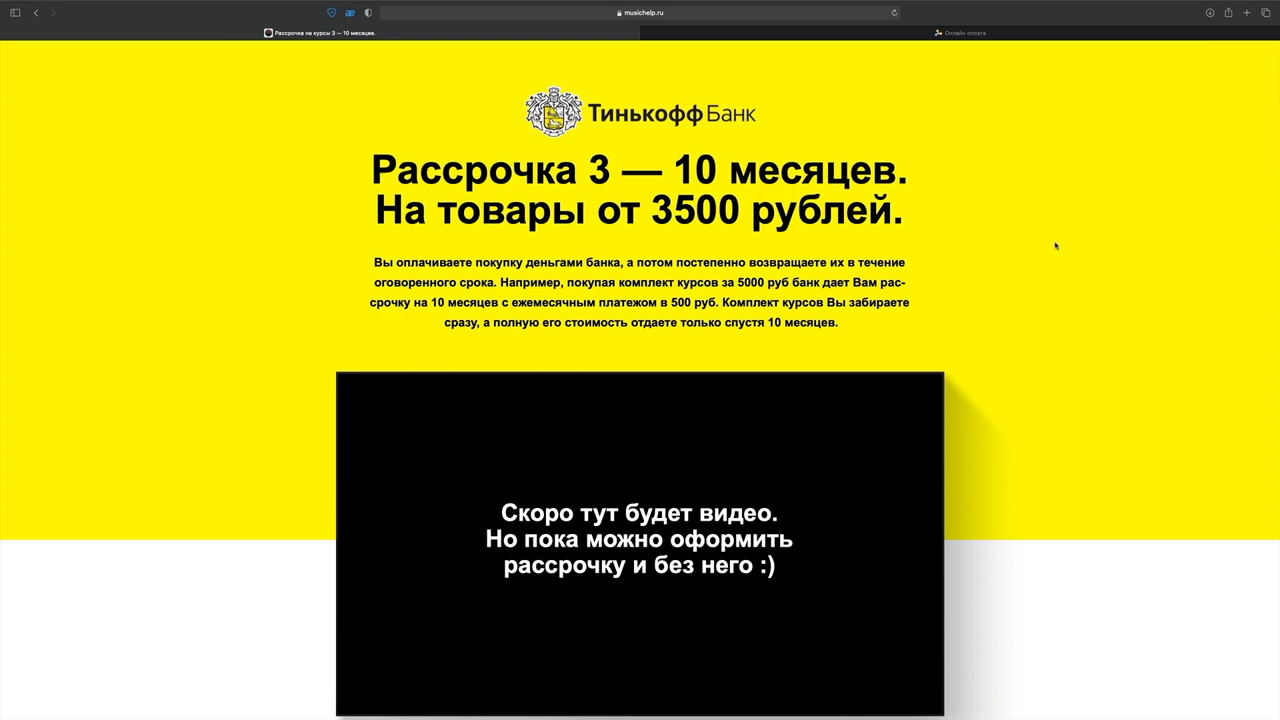 musichelp.ru
Рассрочка на курсы 3 — 10 месяцев.
Онлайн оплата
Тинькофф Банк
Рассрочка 3 — 10 месяцев.
На товары от 3500 рублей.
Вы оплачиваете покупку деньгами банка, а потом постепенно возвращаете их в течение
оговоренного срока. Например, покупая комплект курсов за 5000 руб банк дает Вам рас-
срочку на 10 месяцев с ежемесячным платежом в 500 руб. Комплект курсов Вы забираете
сразу, а полную его стоимость отдаете только спустя 10 месяцев.
Скоро тут будет видео.
Но пока можно оформить
рассрочку и без него :)